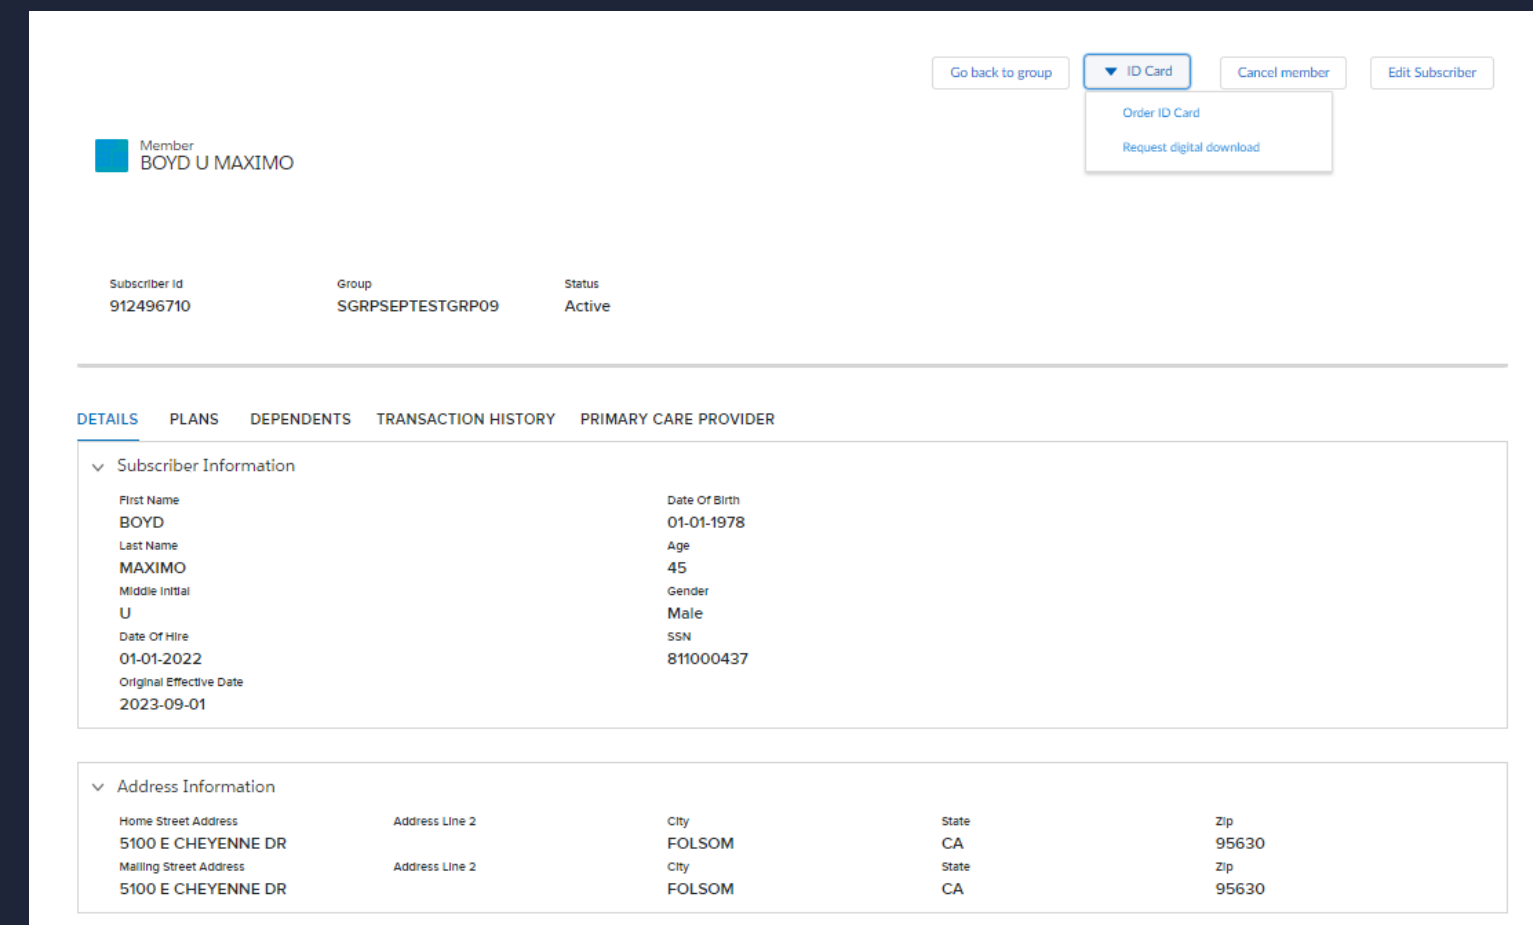 Go back to group ID Card Cancel member Edit Subscriber
Order ID Card
Request digital download
Member
BOYD U MAXIMO
Subscriber Id Group Status
912496710 SGRPSEPTESTGRP09 Active
DETAILS PLANS DEPENDENTS TRANSACTION HISTORY PRIMARY CARE PROVIDER
Subscriber Information
First Name Date Of Birth
BOYD 01-01-1978
Last Name Age
MAXIMO 45
Middle Initial Gender
U Male
Date Of Hire SSN
01-01-2022 811000437
Original Effective Date
2023-09-01
Address Information
Home Street Address Address Line 2 City State Zip
5100 E CHEYENNE DR FOLSOM CA 95630
Mailing Street Address Address Line 2 City State Zip
5100 E CHEYENNE DR FOLSOM CA 95630